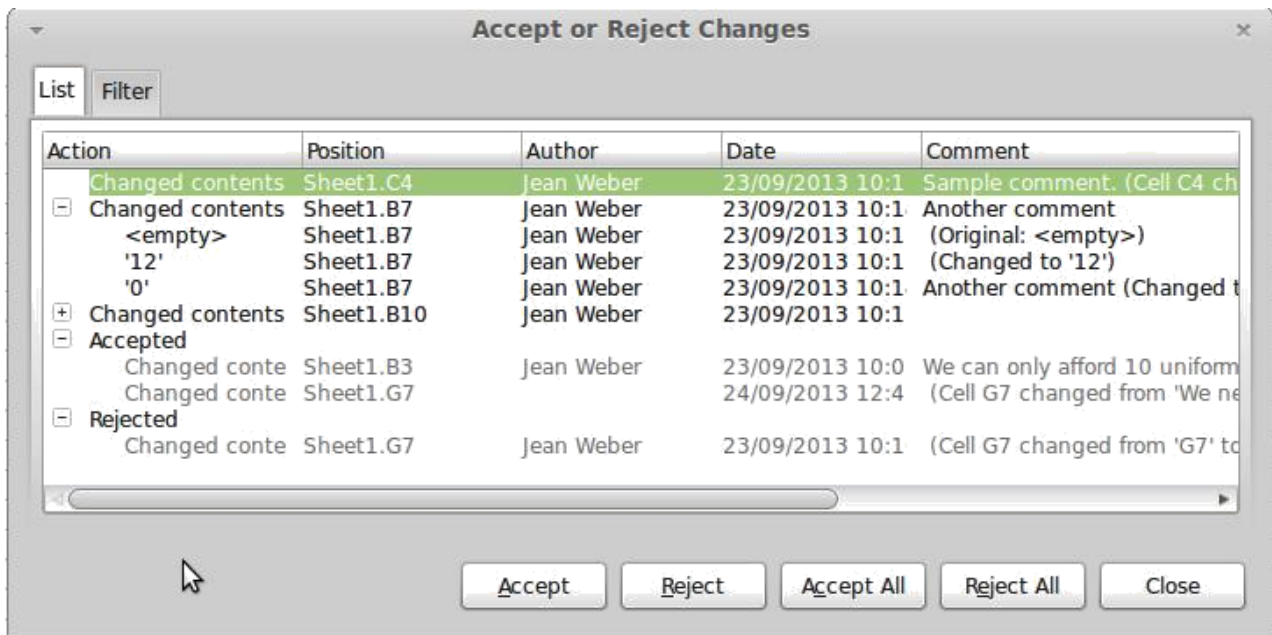 Accept or Reject Changes
List Filter
Action Position Author Date Comment
Changed contents Sheet1.C4 Jean Weber 23/09/2013 10:1 Sample comment. (Cell C4 ch
Changed contents Sheet1.B7 Jean Weber 23/09/2013 10:1 Another comment
<empty> Sheet1.B7 Jean Weber 23/09/2013 10:1 (Original: <empty>)
'12' Sheet1.B7 Jean Weber 23/09/2013 10:1 (Changed to '12')
'0' Sheet1.B7 Jean Weber 23/09/2013 10:1 Another comment (Changed t
Changed contents Sheet1.B10 Jean Weber 23/09/2013 10:1
Accepted
Changed conte Sheet1.B3 Jean Weber 23/09/2013 10:0 We can only afford 10 uniform
Changed conte Sheet1.G7 24/09/2013 12:4 (Cell G7 changed from 'We ne
Rejected
Changed conte Sheet1.G7 Jean Weber 23/09/2013 10:1 (Cell G7 changed from 'G7' to
Accept Reject Accept All Reject All Close